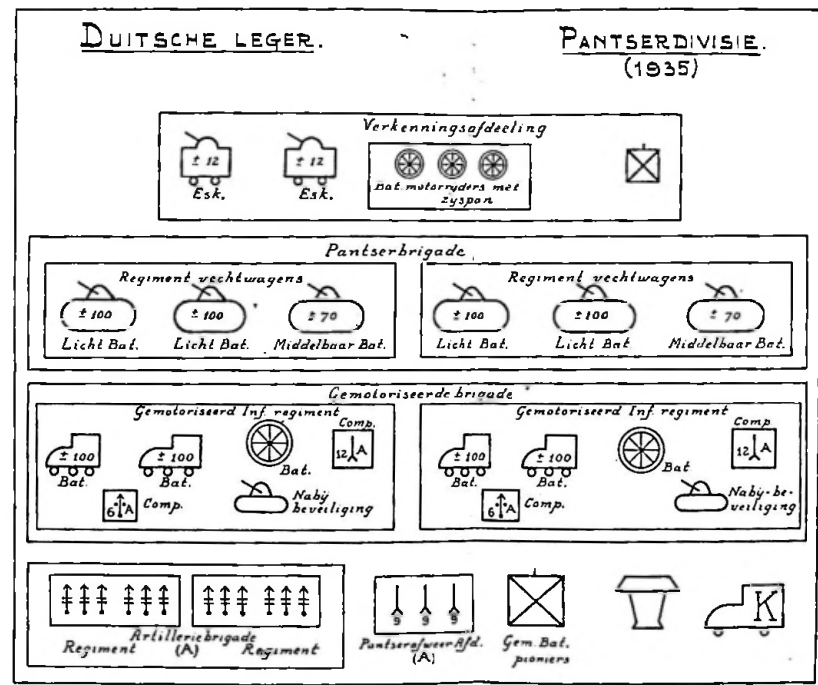 DUITSCHE LEGER.
PANTSERDIVISIE.
(1935)
Verkenningsafdeeling
± 12
± 12
Esk.
Esk.
Bat. motorryders met
zyspan
Pantserbrigade
Regiment vechtwagens
Regiment vechtwagens
± 100
± 100
± 70
± 100
± 100
± 70
Licht Bat.
Licht Bat.
Middelbaar Bat.
Licht Bat.
Licht Bat
Middelbaar Bat.
Gemotoriseerde brigade
Gemotoriseerd Inf. regiment
Gemotoriseerd Inf. regiment
Comp.
Comp.
± 100
± 100
12 A
± 100
± 100
12 A
Bat.
Bat.
Bat.
Bat.
Bat.
Bat
6 A
Comp.
Nabij
beveiliging
6 A
Comp.
Naby-be-
veiliging
9 9 9
K
Artilleriebrigade
Regiment (A) Regiment
Pantserafweer Afd.
(A)
Gem. Bat.
pioniers